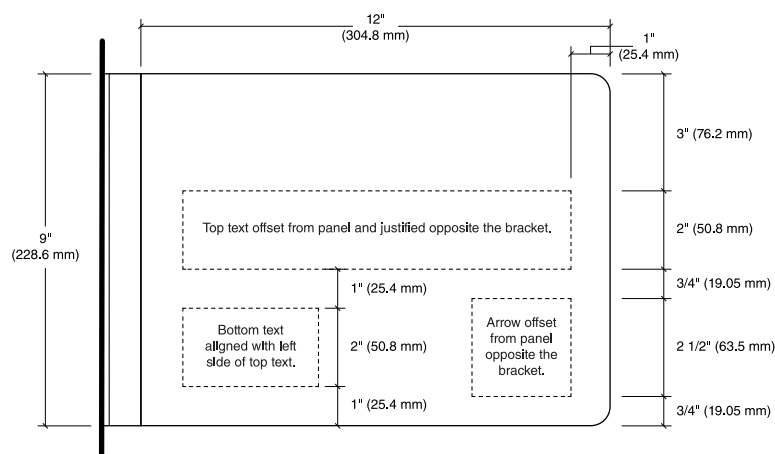 12"
(304.8 mm)
1"
(25.4 mm)
3" (76.2 mm)
9"
(228.6 mm)
Top text offset from panel and justified opposite the bracket.
2" (50.8 mm)
1" (25.4 mm)
3/4" (19.05 mm)
Bottom text
aligned with left
side of top text.
2" (50.8 mm)
Arrow offset
from panel
opposite the
bracket.
2 1/2" (63.5 mm)
1" (25.4 mm)
3/4" (19.05 mm)